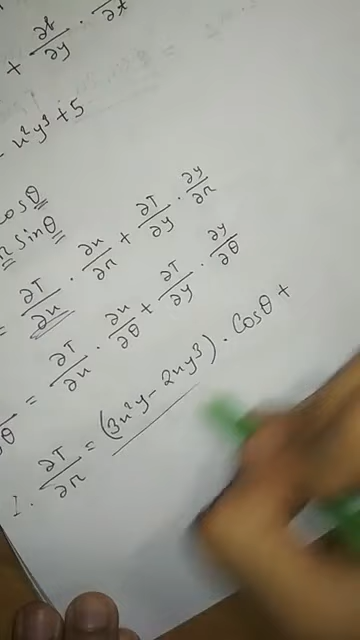 + ∂f/∂y · /∂t
- x²y³ + 5
cosθ
r sinθ
= ∂T/∂x · ∂x/∂r + ∂T/∂y · ∂y/∂r
/∂θ = ∂T/∂x · ∂x/∂θ + ∂T/∂y · ∂y/∂θ
1. ∂T/∂r = (3x²y - 2xy³) · Cosθ +